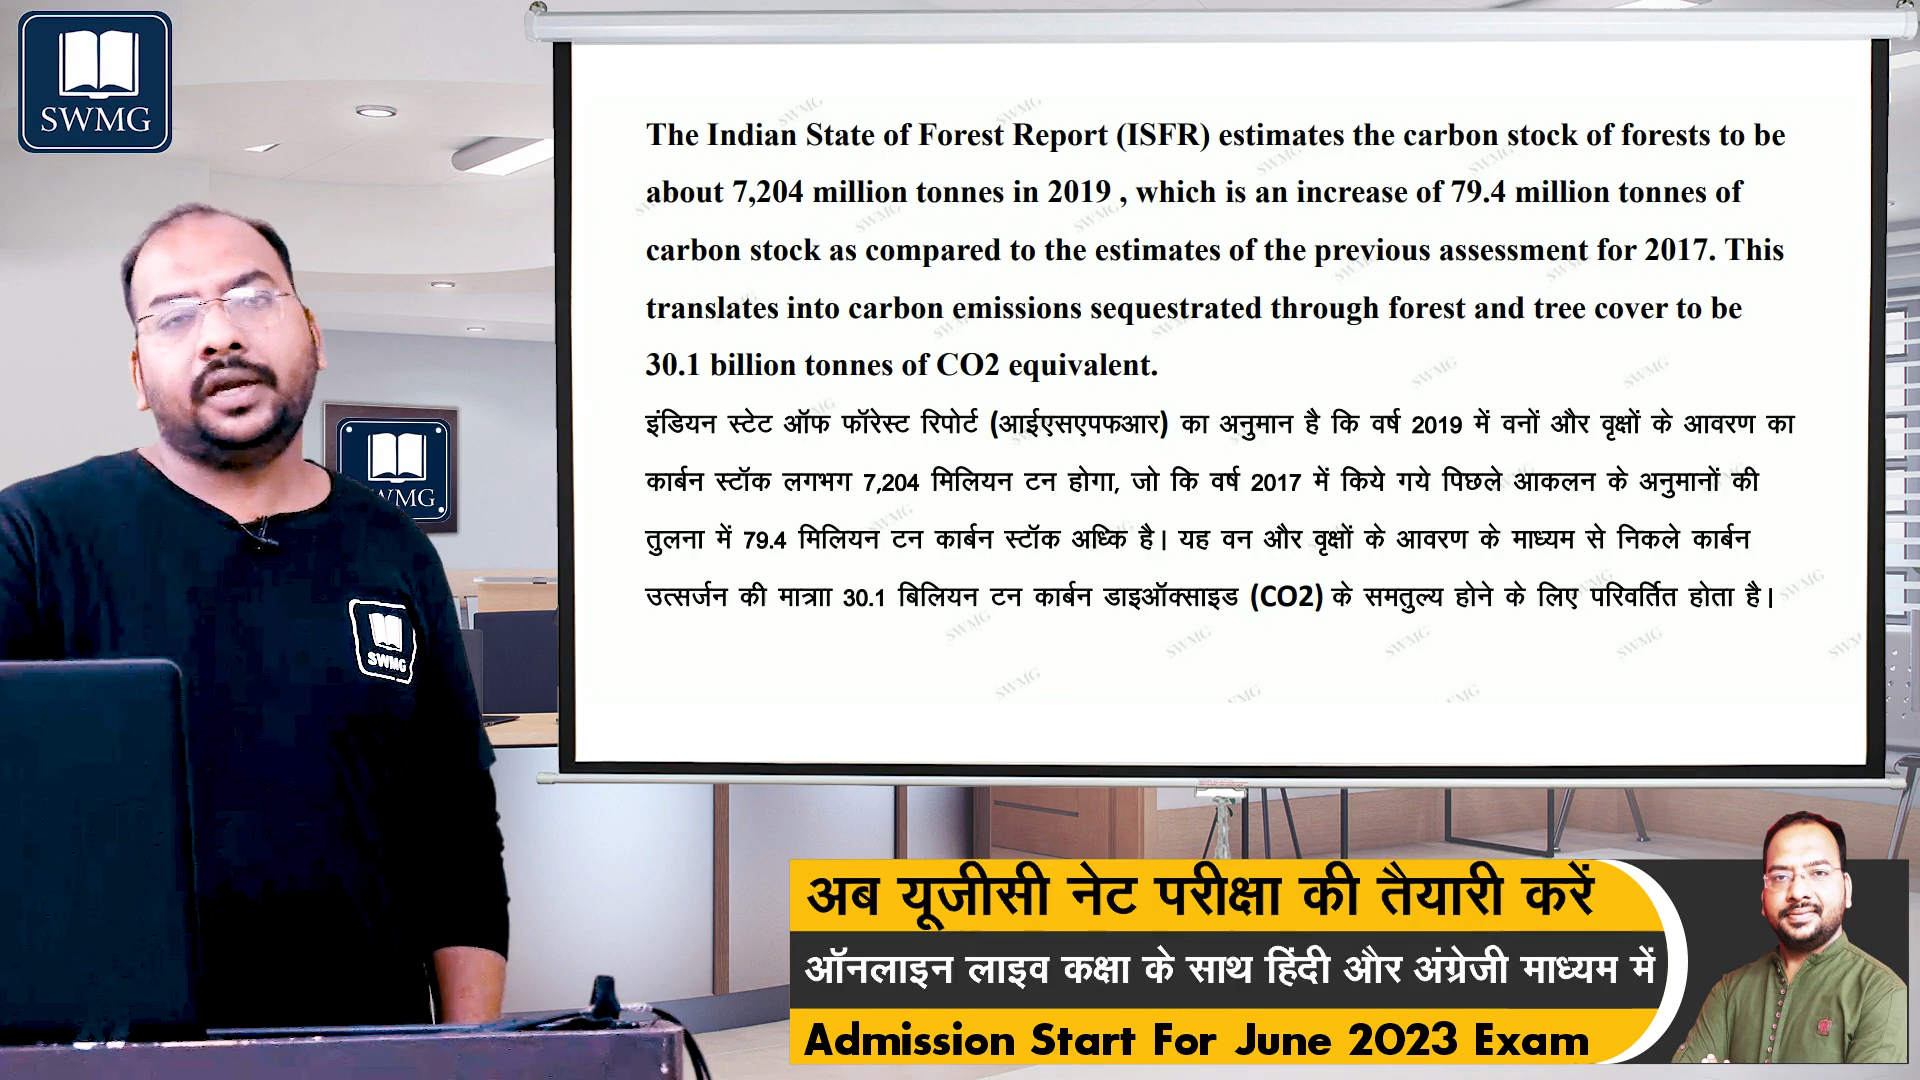 SWMG
The Indian State of Forest Report (ISFR) estimates the carbon stock of forests to be
about 7,204 million tonnes in 2019 , which is an increase of 79.4 million tonnes of
carbon stock as compared to the estimates of the previous assessment for 2017. This
translates into carbon emissions sequestrated through forest and tree cover to be
30.1 billion tonnes of CO2 equivalent.
इंडियन स्टेट ऑफ फॉरेस्ट रिपोर्ट (आईएसएपफआर) का अनुमान है कि वर्ष 2019 में वनों और वृक्षों के आवरण का
कार्बन स्टॉक लगभग 7,204 मिलियन टन होगा, जो कि वर्ष 2017 में किये गये पिछले आकलन के अनुमानों की
तुलना में 79.4 मिलियन टन कार्बन स्टॉक अध्कि है। यह वन और वृक्षों के आवरण के माध्यम से निकले कार्बन
उत्सर्जन की मात्राा 30.1 बिलियन टन कार्बन डाइऑक्साइड (CO2) के समतुल्य होने के लिए परिवर्तित होता है।
WMG
SWMG
अब यूजीसी नेट परीक्षा की तैयारी करें
ऑनलाइन लाइव कक्षा के साथ हिंदी और अंग्रेजी माध्यम में
Admission Start For June 2023 Exam